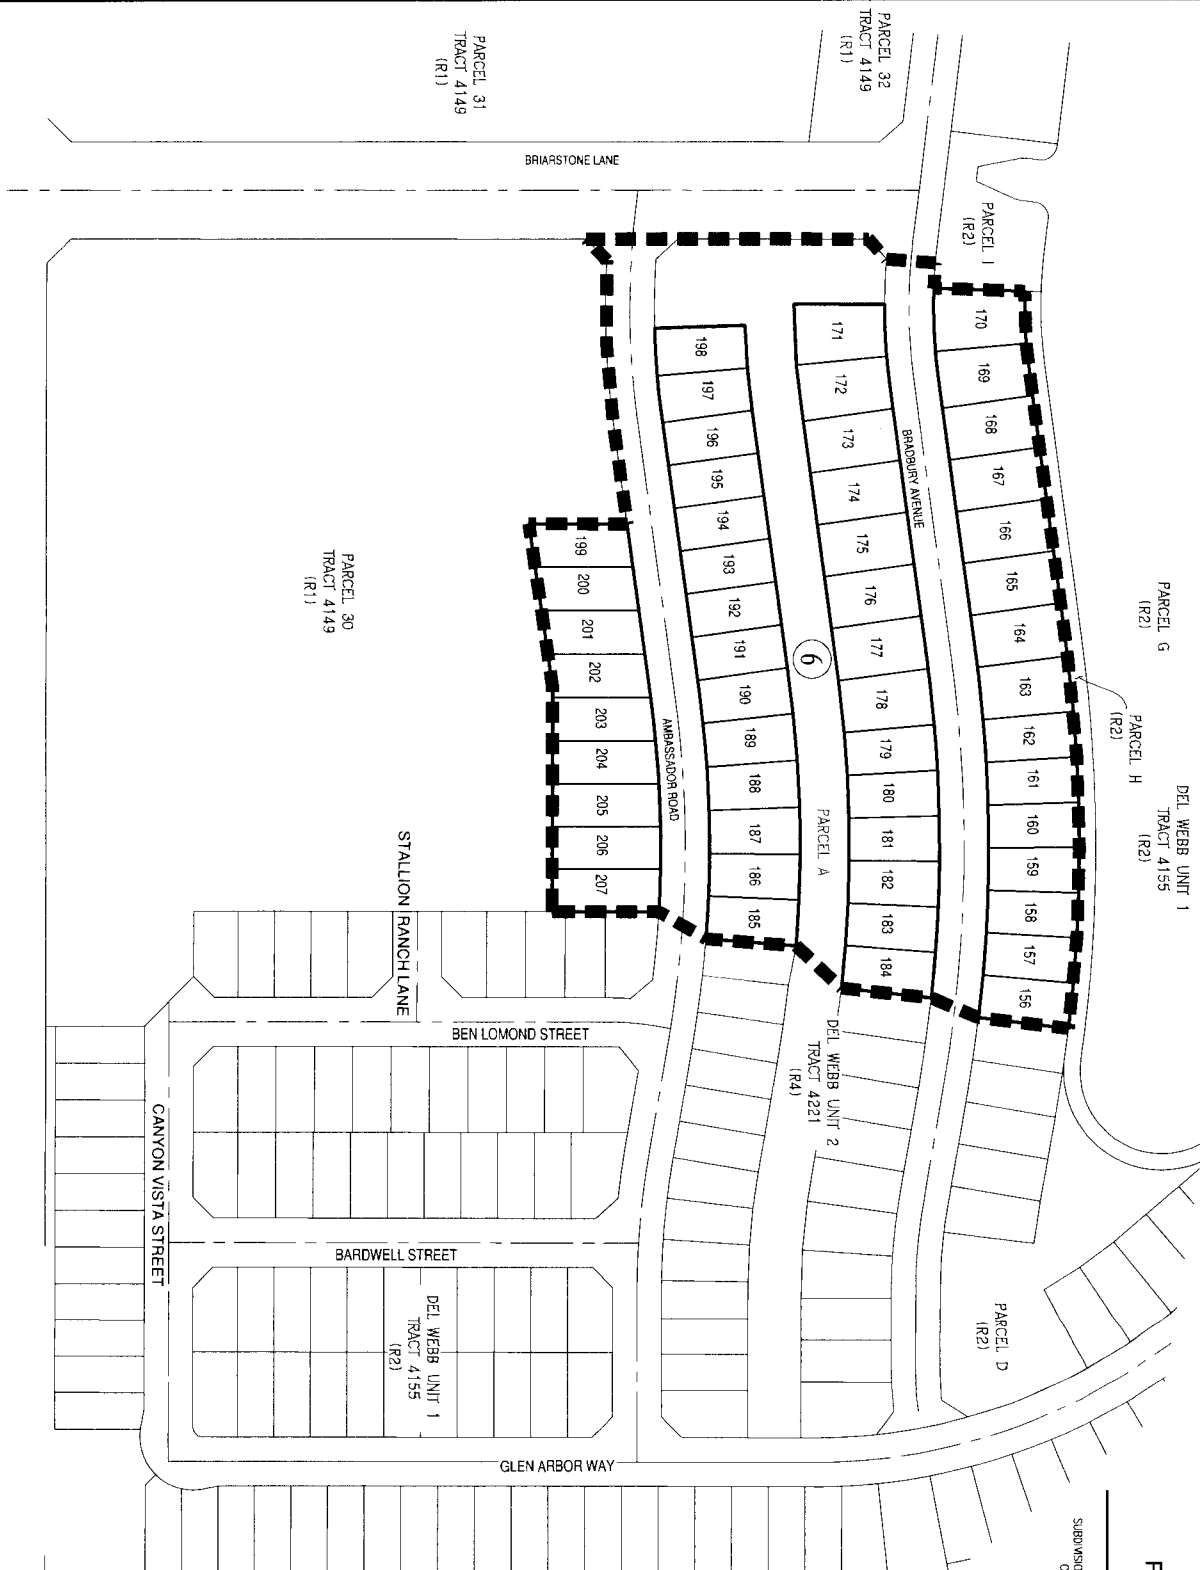 PARCEL 32
TRACT 4149
(R1)
PARCEL 31
TRACT 4149
(R1)
BRIARSTONE LANE
PARCEL I
(R2)
170
169
168
167
166
165
164
163
162
161
160
159
158
157
156
BRADBURY AVENUE
171
172
173
174
175
176
177
178
179
180
181
182
183
184
6
PARCEL A
198
197
196
195
194
193
192
191
190
189
188
187
186
185
AMBASSADOR ROAD
199
200
201
202
203
204
205
206
207
PARCEL G
(R2)
PARCEL H
(R2)
DEL WEBB UNIT 1
TRACT 4155
(R2)
PARCEL 30
TRACT 4149
(R1)
STALLION RANCH LANE
BEN LOMOND STREET
DEL WEBB UNIT 2
TRACT 4221
(R4)
CANYON VISTA STREET
BARDWELL STREET
DEL WEBB UNIT 1
TRACT 4155
(R2)
PARCEL D
(R2)
GLEN ARBOR WAY